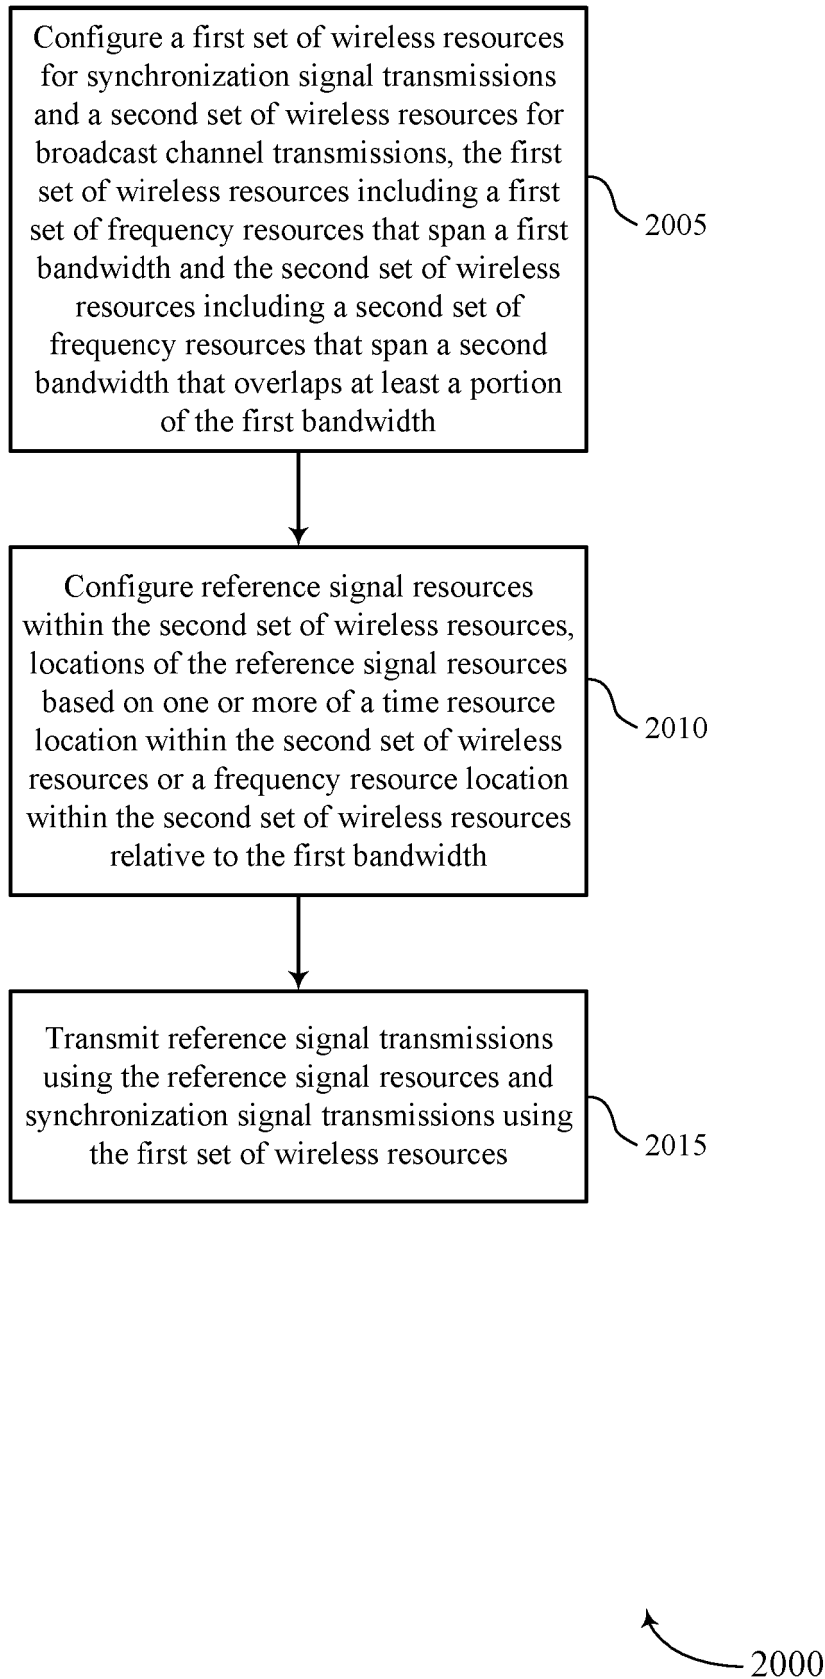 Configure a first set of wireless resources
for synchronization signal transmissions
and a second set of wireless resources for
broadcast channel transmissions, the first
set of wireless resources including a first
set of frequency resources that span a first
bandwidth and the second set of wireless
resources including a second set of
frequency resources that span a second
bandwidth that overlaps at least a portion
of the first bandwidth
2005
Configure reference signal resources
within the second set of wireless resources,
locations of the reference signal resources
based on one or more of a time resource
location within the second set of wireless
resources or a frequency resource location
within the second set of wireless resources
relative to the first bandwidth
2010
Transmit reference signal transmissions
using the reference signal resources and
synchronization signal transmissions using
the first set of wireless resources
2015
2000